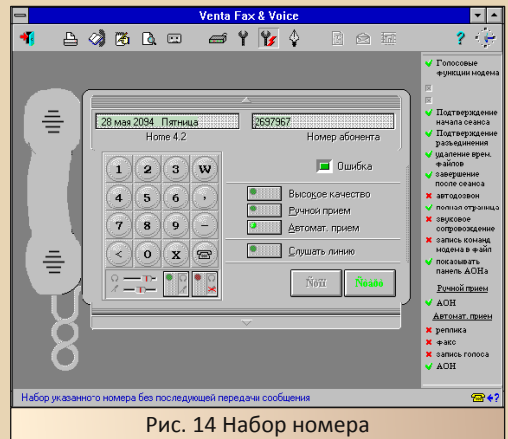 Venta Fax & Voice
28 мая 2094 Пятница
2697967
Home 4.2
Номер абонента
1 2 3 W
4 5 6 ,
7 8 9 –
< 0 X
Ошибка
Высокое качество
Ручной прием
Автомат. прием
Слушать линию
Ñòîï
Ñáðîñ
Голосовые
функции модема
Подтверждение
начала сеанса
Подтверждение
разъединения
удаление врем.
файлов
завершение
после сеанса
автодозвон
полная страница
звуковое
сопровождение
запись команд
модема в файл
показывать
панель АОНа
Ручной прием
АОН
Автомат. прием
реплика
факс
запись голоса
АОН
Набор указанного номера без последующей передачи сообщения
Рис. 14 Набор номера